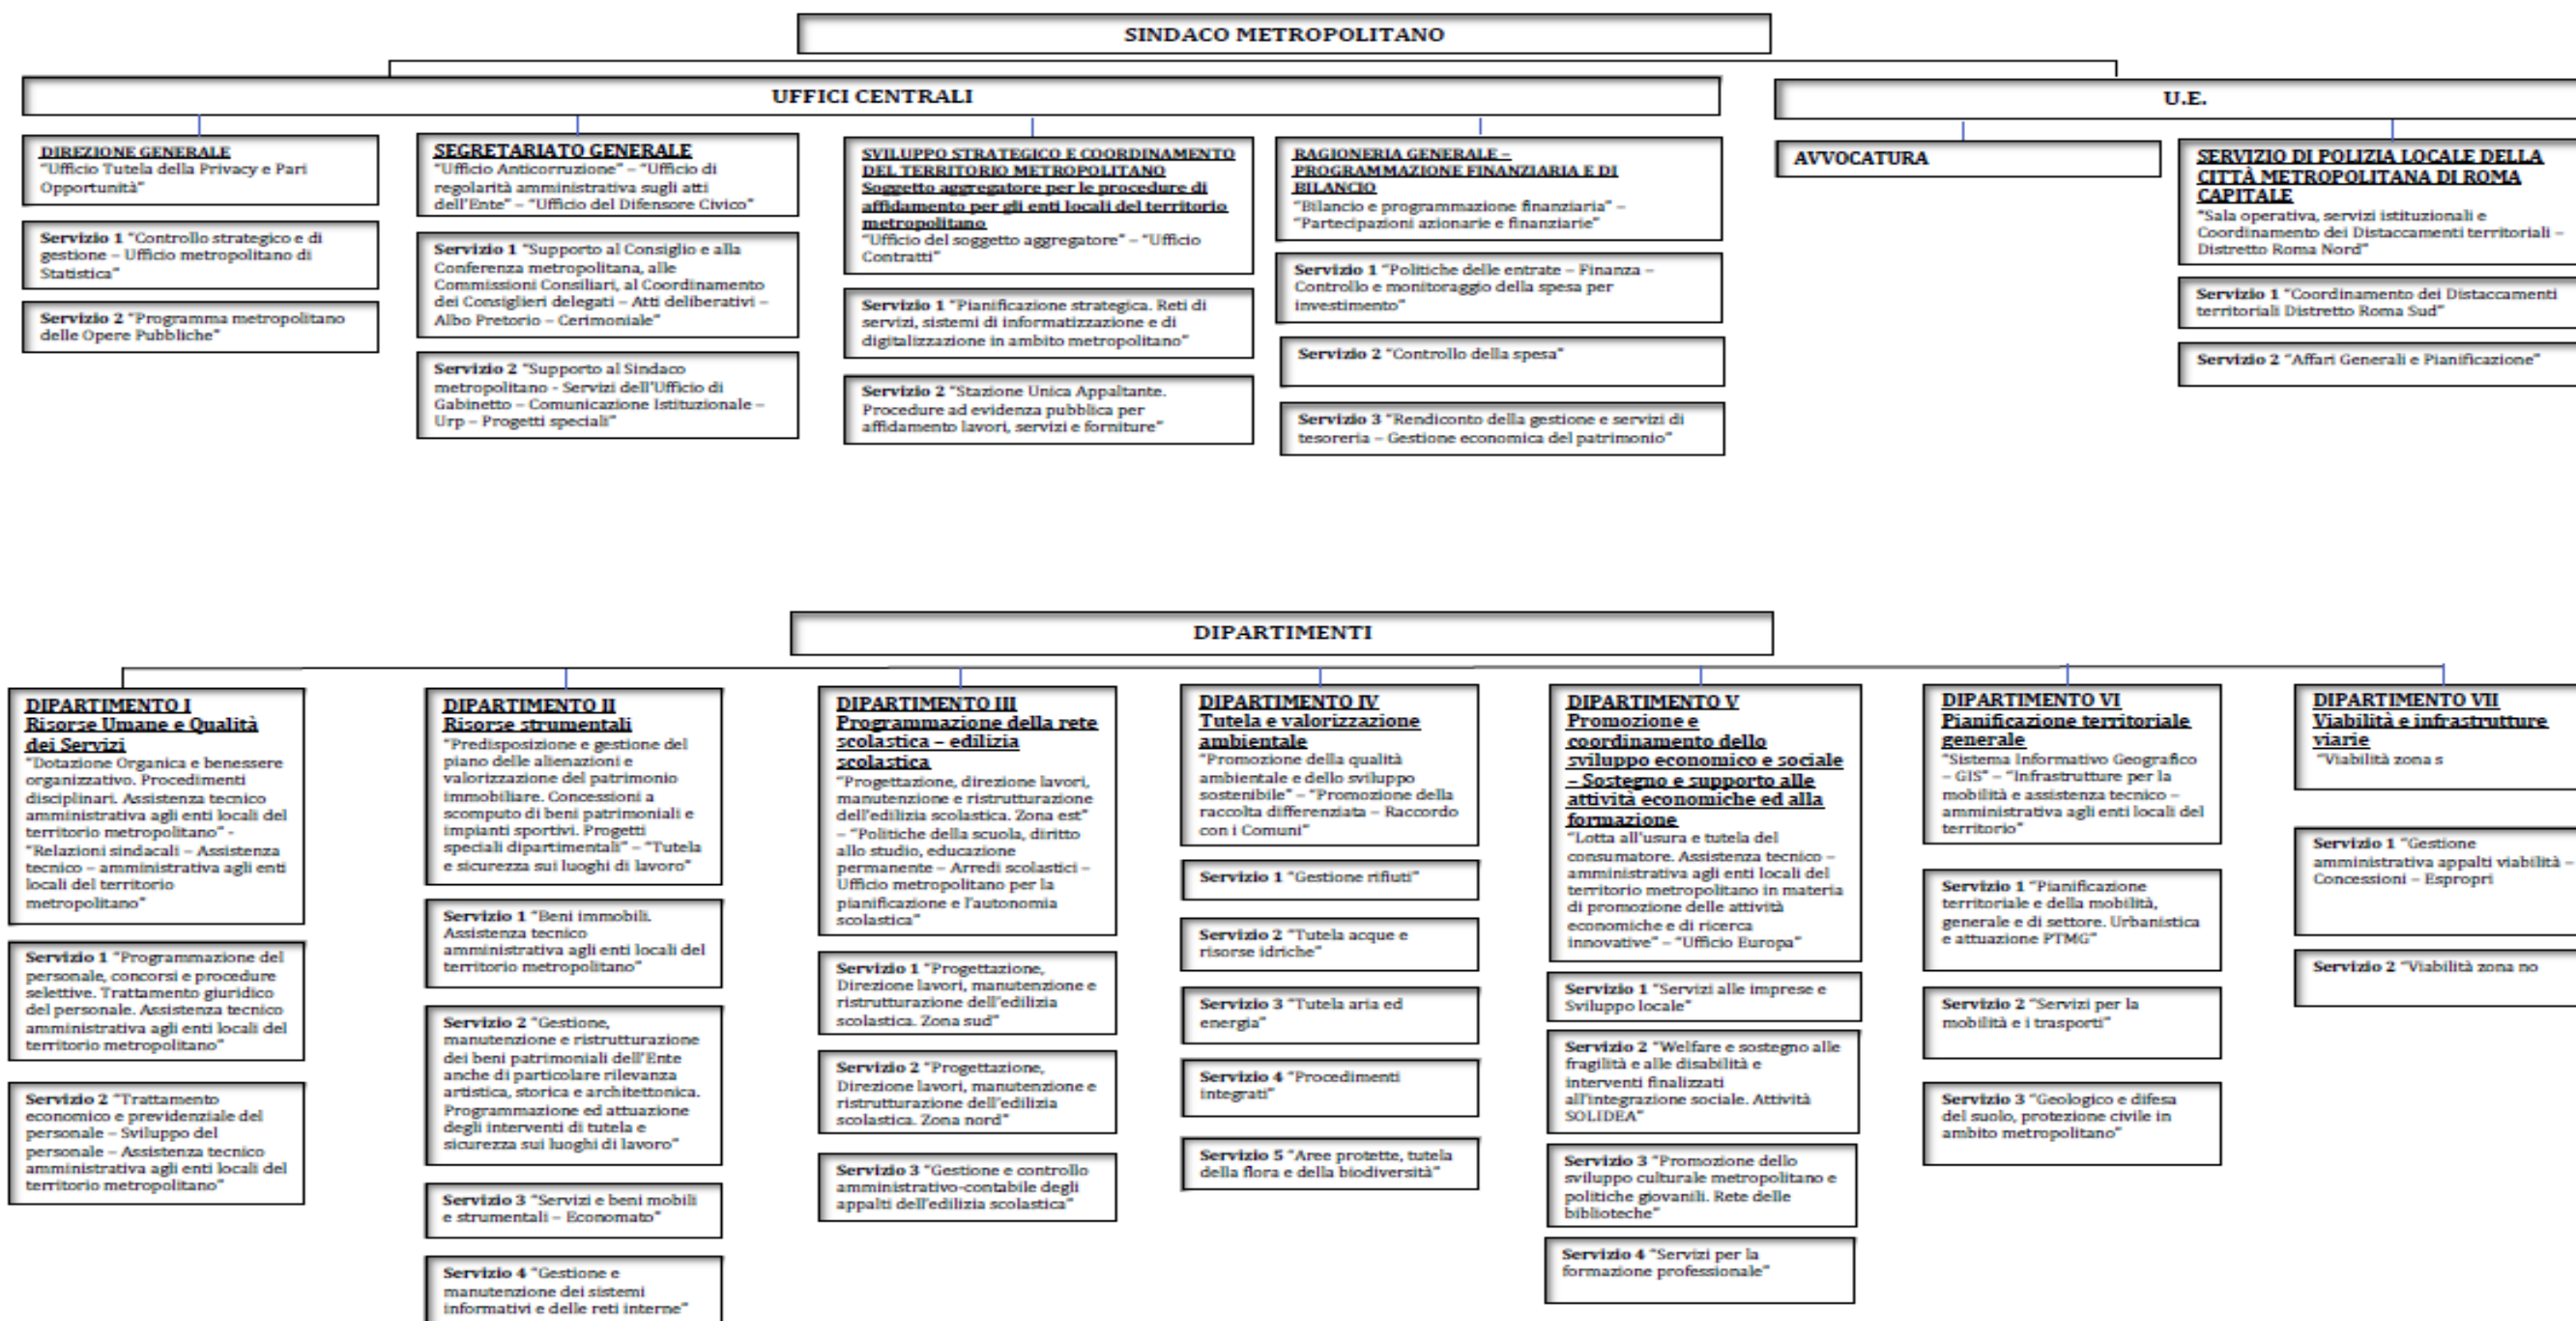 SINDACO METROPOLITANO
UFFICI CENTRALI
U.E.
DIREZIONE GENERALE
“Ufficio Tutela della Privacy e Pari
Opportunità”
Servizio 1 “Controllo strategico e di
gestione – Ufficio metropolitano di
Statistica”
Servizio 2 “Programma metropolitano
delle Opere Pubbliche”
SEGRETARIATO GENERALE
“Ufficio Anticorruzione” – “Ufficio di
regolarità amministrativa sugli atti
dell'Ente” – “Ufficio del Difensore Civico”
Servizio 1 “Supporto al Consiglio e alla
Conferenza metropolitana, alle
Commissioni Consiliari, al Coordinamento
dei Consiglieri delegati – Atti deliberativi –
Albo Pretorio – Cerimoniale”
Servizio 2 “Supporto al Sindaco
metropolitano - Servizi dell'Ufficio di
Gabinetto – Comunicazione Istituzionale –
Urp – Progetti speciali”
SVILUPPO STRATEGICO E COORDINAMENTO
DEL TERRITORIO METROPOLITANO
Soggetto aggregatore per le procedure di
affidamento per gli enti locali del territorio
metropolitano
“Ufficio del soggetto aggregatore” – “Ufficio
Contratti”
Servizio 1 “Pianificazione strategica. Reti di
servizi, sistemi di informatizzazione e di
digitalizzazione in ambito metropolitano”
Servizio 2 “Stazione Unica Appaltante.
Procedure ad evidenza pubblica per
affidamento lavori, servizi e forniture”
RAGIONERIA GENERALE –
PROGRAMMAZIONE FINANZIARIA E DI
BILANCIO
“Bilancio e programmazione finanziaria” –
“Partecipazioni azionarie e finanziarie”
Servizio 1 “Politiche delle entrate – Finanza –
Controllo e monitoraggio della spesa per
investimento”
Servizio 2 “Controllo della spesa”
Servizio 3 “Rendiconto della gestione e servizi di
tesoreria – Gestione economica del patrimonio”
AVVOCATURA
SERVIZIO DI POLIZIA LOCALE DELLA
CITTÀ METROPOLITANA DI ROMA
CAPITALE
“Sala operativa, servizi istituzionali e
Coordinamento dei Distaccamenti territoriali –
Distretto Roma Nord”
Servizio 1 “Coordinamento dei Distaccamenti
territoriali Distretto Roma Sud”
Servizio 2 “Affari Generali e Pianificazione”
DIPARTIMENTI
DIPARTIMENTO I
Risorse Umane e Qualità
dei Servizi
“Dotazione Organica e benessere
organizzativo. Procedimenti
disciplinari. Assistenza tecnico
amministrativa agli enti locali del
territorio metropolitano” -
“Relazioni sindacali – Assistenza
tecnico – amministrativa agli enti
locali del territorio
metropolitano”
Servizio 1 “Programmazione del
personale, concorsi e procedure
selettive. Trattamento giuridico
del personale. Assistenza tecnico
amministrativa agli enti locali del
territorio metropolitano”
Servizio 2 “Trattamento
economico e previdenziale del
personale – Sviluppo del
personale – Assistenza tecnico
amministrativa agli enti locali del
territorio metropolitano”
DIPARTIMENTO II
Risorse strumentali
“Predisposizione e gestione del
piano delle alienazioni e
valorizzazione del patrimonio
immobiliare. Concessioni a
scomputo di beni patrimoniali e
impianti sportivi. Progetti
speciali dipartimentali” – “Tutela
e sicurezza sui luoghi di lavoro”
Servizio 1 “Beni immobili.
Assistenza tecnico
amministrativa agli enti locali del
territorio metropolitano”
Servizio 2 “Gestione,
manutenzione e ristrutturazione
dei beni patrimoniali dell'Ente
anche di particolare rilevanza
artistica, storica e architettonica.
Programmazione ed attuazione
degli interventi di tutela e
sicurezza sui luoghi di lavoro”
Servizio 3 “Servizi e beni mobili
e strumentali – Economato”
Servizio 4 “Gestione e
manutenzione dei sistemi
informativi e delle reti interne”
DIPARTIMENTO III
Programmazione della rete
scolastica – edilizia
scolastica
“Progettazione, direzione lavori,
manutenzione e ristrutturazione
dell'edilizia scolastica. Zona est”
– “Politiche della scuola, diritto
allo studio, educazione
permanente – Arredi scolastici –
Ufficio metropolitano per la
pianificazione e l'autonomia
scolastica”
Servizio 1 “Progettazione,
Direzione lavori, manutenzione e
ristrutturazione dell'edilizia
scolastica. Zona sud”
Servizio 2 “Progettazione,
Direzione lavori, manutenzione e
ristrutturazione dell'edilizia
scolastica. Zona nord”
Servizio 3 “Gestione e controllo
amministrativo-contabile degli
appalti dell'edilizia scolastica”
DIPARTIMENTO IV
Tutela e valorizzazione
ambientale
“Promozione della qualità
ambientale e dello sviluppo
sostenibile” – “Promozione della
raccolta differenziata – Raccordo
con i Comuni”
Servizio 1 “Gestione rifiuti”
Servizio 2 “Tutela acque e
risorse idriche”
Servizio 3 “Tutela aria ed
energia”
Servizio 4 “Procedimenti
integrati”
Servizio 5 “Aree protette, tutela
della flora e della biodiversità”
DIPARTIMENTO V
Promozione e
coordinamento dello
sviluppo economico e sociale
– Sostegno e supporto alle
attività economiche ed alla
formazione
“Lotta all'usura e tutela del
consumatore. Assistenza tecnico –
amministrativa agli enti locali del
territorio metropolitano in materia
di promozione delle attività
economiche e di ricerca
innovative” – “Ufficio Europa”
Servizio 1 “Servizi alle imprese e
Sviluppo locale”
Servizio 2 “Welfare e sostegno alle
fragilità e alle disabilità e
interventi finalizzati
all'integrazione sociale. Attività
SOLIDEA”
Servizio 3 “Promozione dello
sviluppo culturale metropolitano e
politiche giovanili. Rete delle
biblioteche”
Servizio 4 “Servizi per la
formazione professionale”
DIPARTIMENTO VI
Pianificazione territoriale
generale
“Sistema Informativo Geografico
– GIS” – “Infrastrutture per la
mobilità e assistenza tecnico –
amministrativa agli enti locali del
territorio”
Servizio 1 “Pianificazione
territoriale e della mobilità,
generale e di settore. Urbanistica
e attuazione PTMG”
Servizio 2 “Servizi per la
mobilità e i trasporti”
Servizio 3 “Geologico e difesa
del suolo, protezione civile in
ambito metropolitano”
DIPARTIMENTO VII
Viabilità e infrastrutture
viarie
“Viabilità zona s
Servizio 1 “Gestione
amministrativa appalti viabilità –
Concessioni – Espropri
Servizio 2 “Viabilità zona no